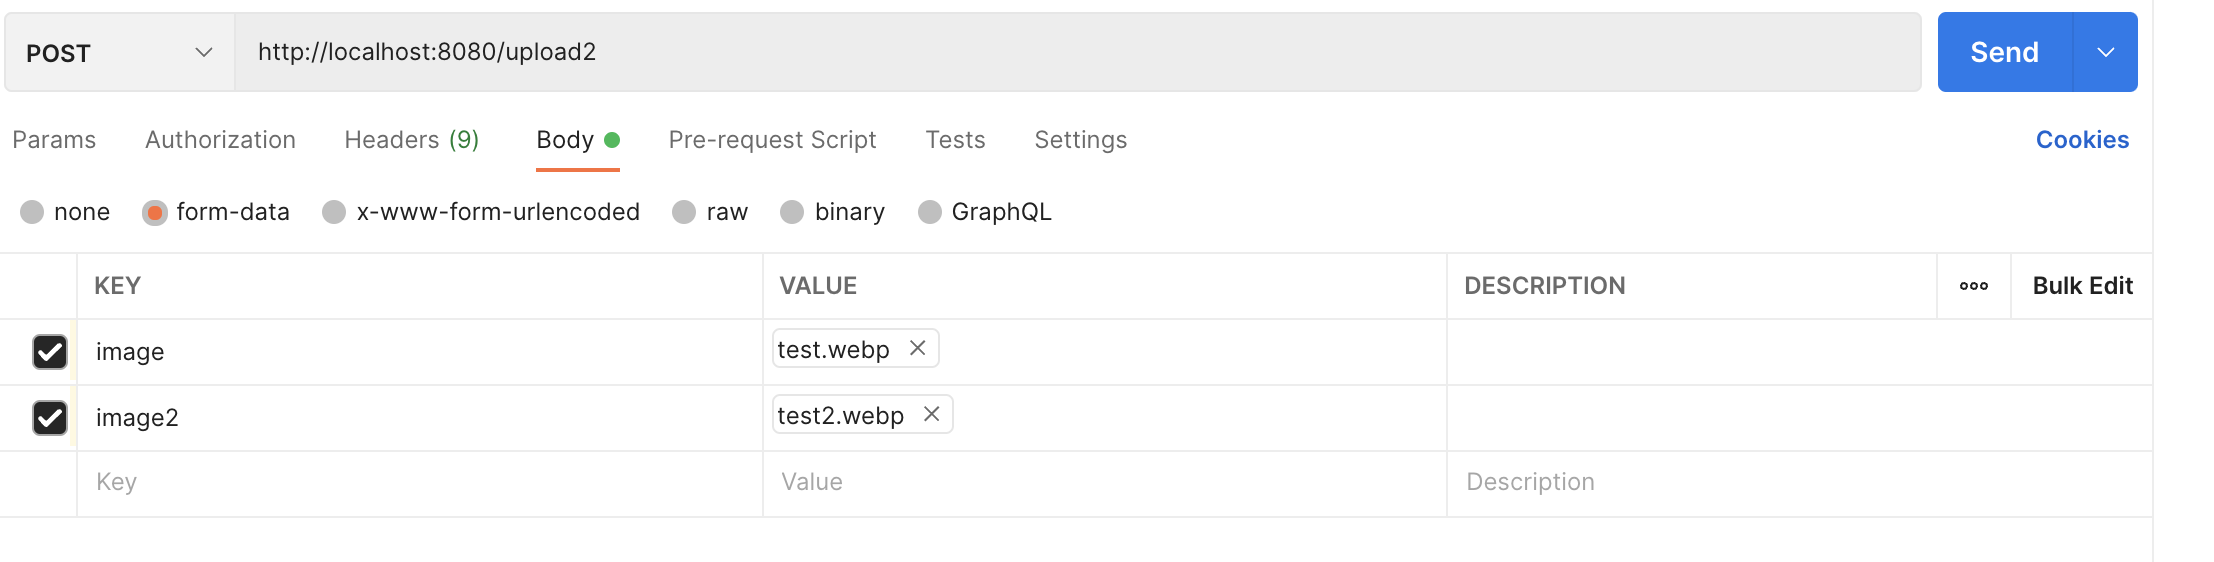 POST http://localhost:8080/upload2 Send
Params Authorization Headers (9) Body Pre-request Script Tests Settings Cookies
none form-data x-www-form-urlencoded raw binary GraphQL
KEY VALUE DESCRIPTION Bulk Edit
image test.webp
image2 test2.webp
Key Value Description